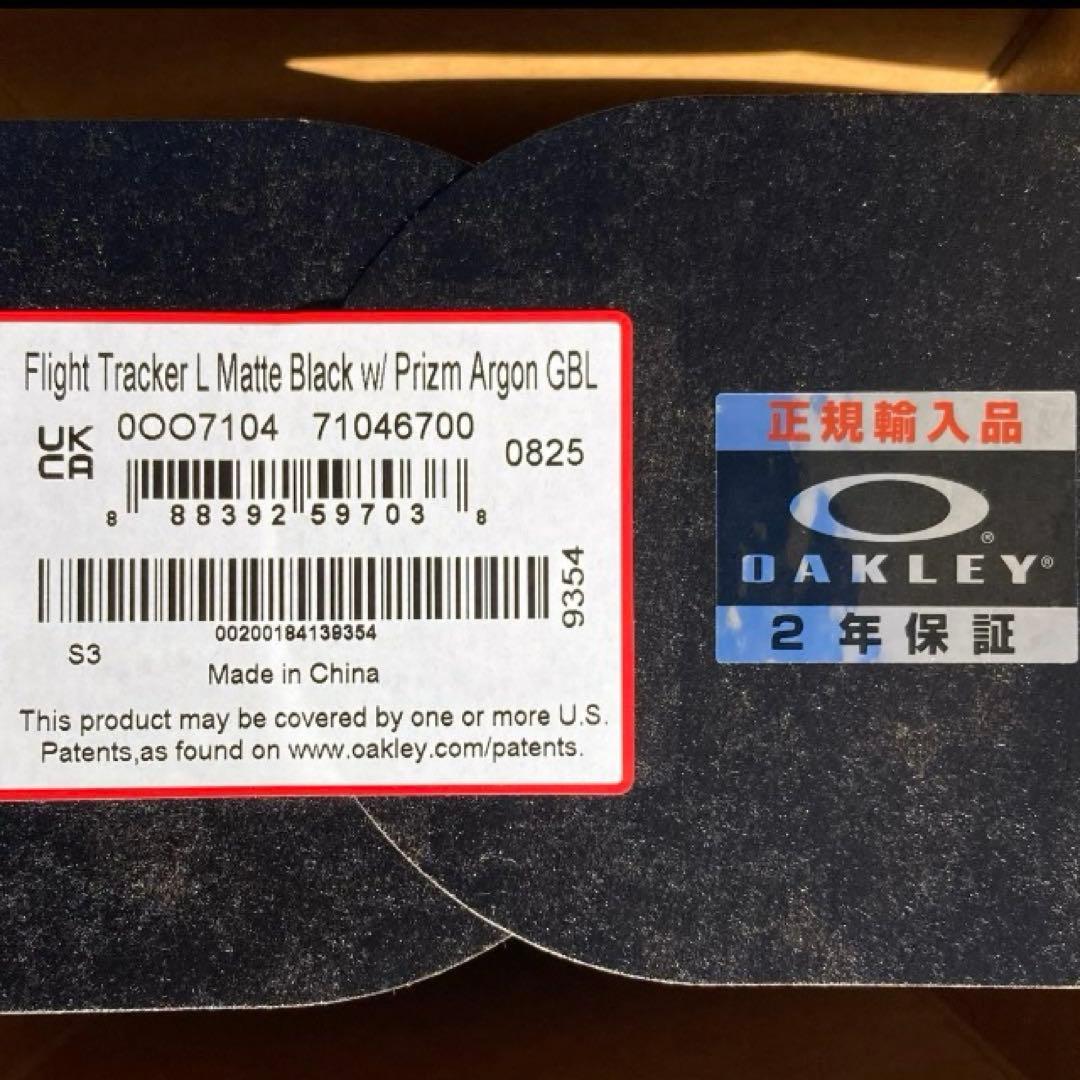 Flight Tracker L Matte Black w/ Prizm Argon GBL
UK
CA
0OO7104 71046700
0825
8 88392 59703 8
00200184139354
9354
S3
Made in China
This product may be covered by one or more U.S.
Patents,as found on www.oakley.com/patents.
正規輸入品
OAKLEY®
2年保証